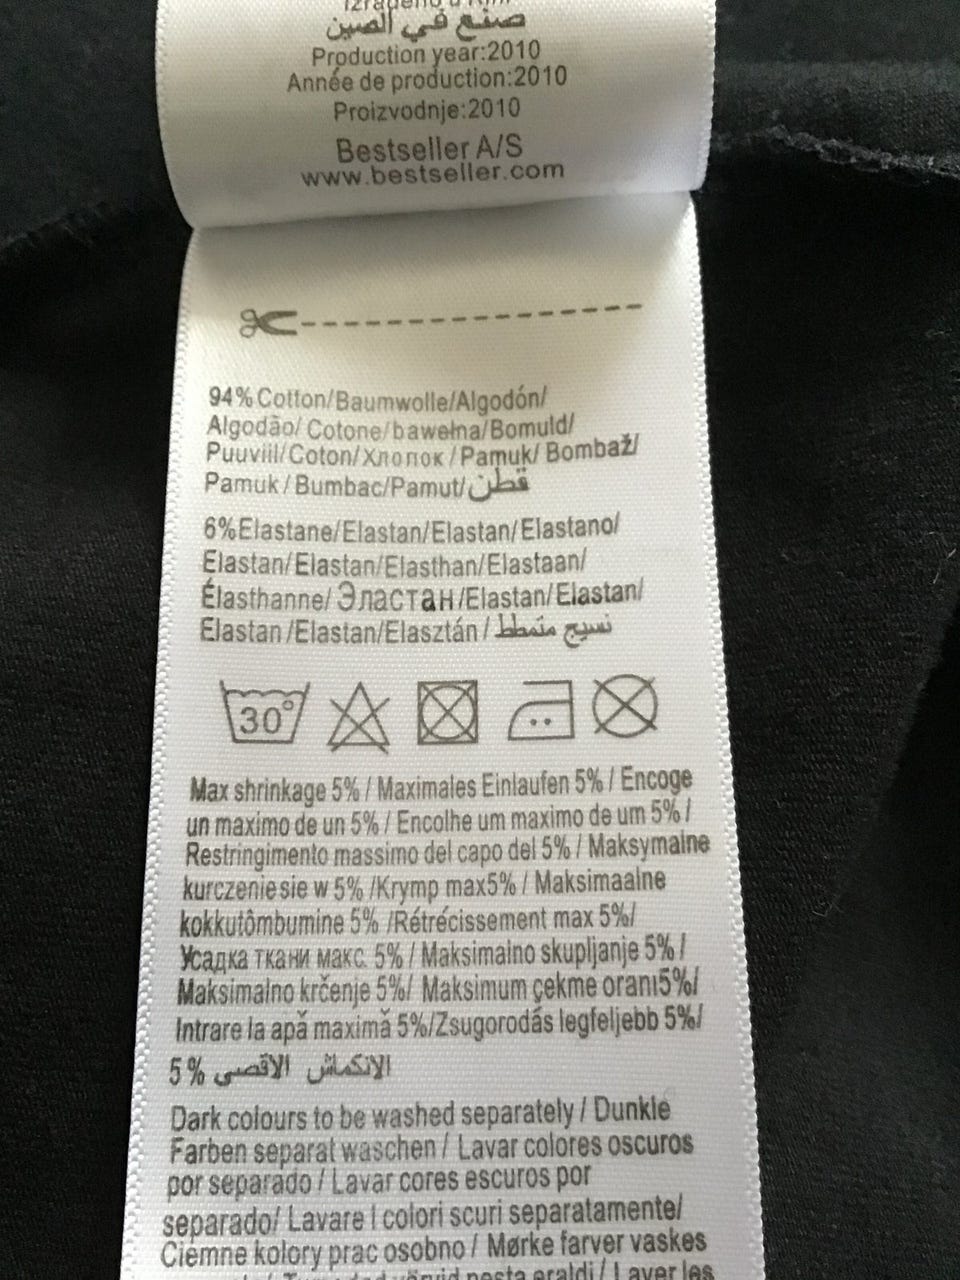 صنع في الصين
Production year:2010
Année de production:2010
Proizvodnje:2010
Bestseller A/S
www.bestseller.com
94% Cotton/Baumwolle/Algodón/
Algodão/ Cotone/bawełna/Bomuld/
Puuviil/Coton/Хлопок/Pamuk/ Bombaž/
Pamuk/Bumbac/Pamut/قطن
6%Elastane/Elastan/Elastan/Elastano/
Elastan/Elastan/Elasthan/Elastaan/
Élasthanne/ Эластан/Elastan/Elastan/
Elastan/Elastan/Elasztán/نسيج متمطط
30°
Max shrinkage 5% / Maximales Einlaufen 5% / Encoge
un maximo de un 5% / Encolhe um maximo de um 5% /
Restringimento massimo del capo del 5% / Maksymalne
kurczenie sie w 5% /Krymp max5% / Maksimaalne
kokkutômbumine 5% /Rétrécissement max 5%/
Усадка ткани макс. 5% / Maksimalno skupljanje 5% /
Maksimalno krčenje 5%/ Maksimum çekme oranı5%/
Intrare la apă maximă 5%/Zsugorodás legfeljebb 5%/
الانكماش الاقصى 5%
Dark colours to be washed separately / Dunkle
Farben separat waschen / Lavar colores oscuros
por separado / Lavar cores escuros por
separado/ Lavare I colori scuri separatamente/
Ciemne kolory prac osobno / Mørke farver vaskes
pesta eraldi / Laver les